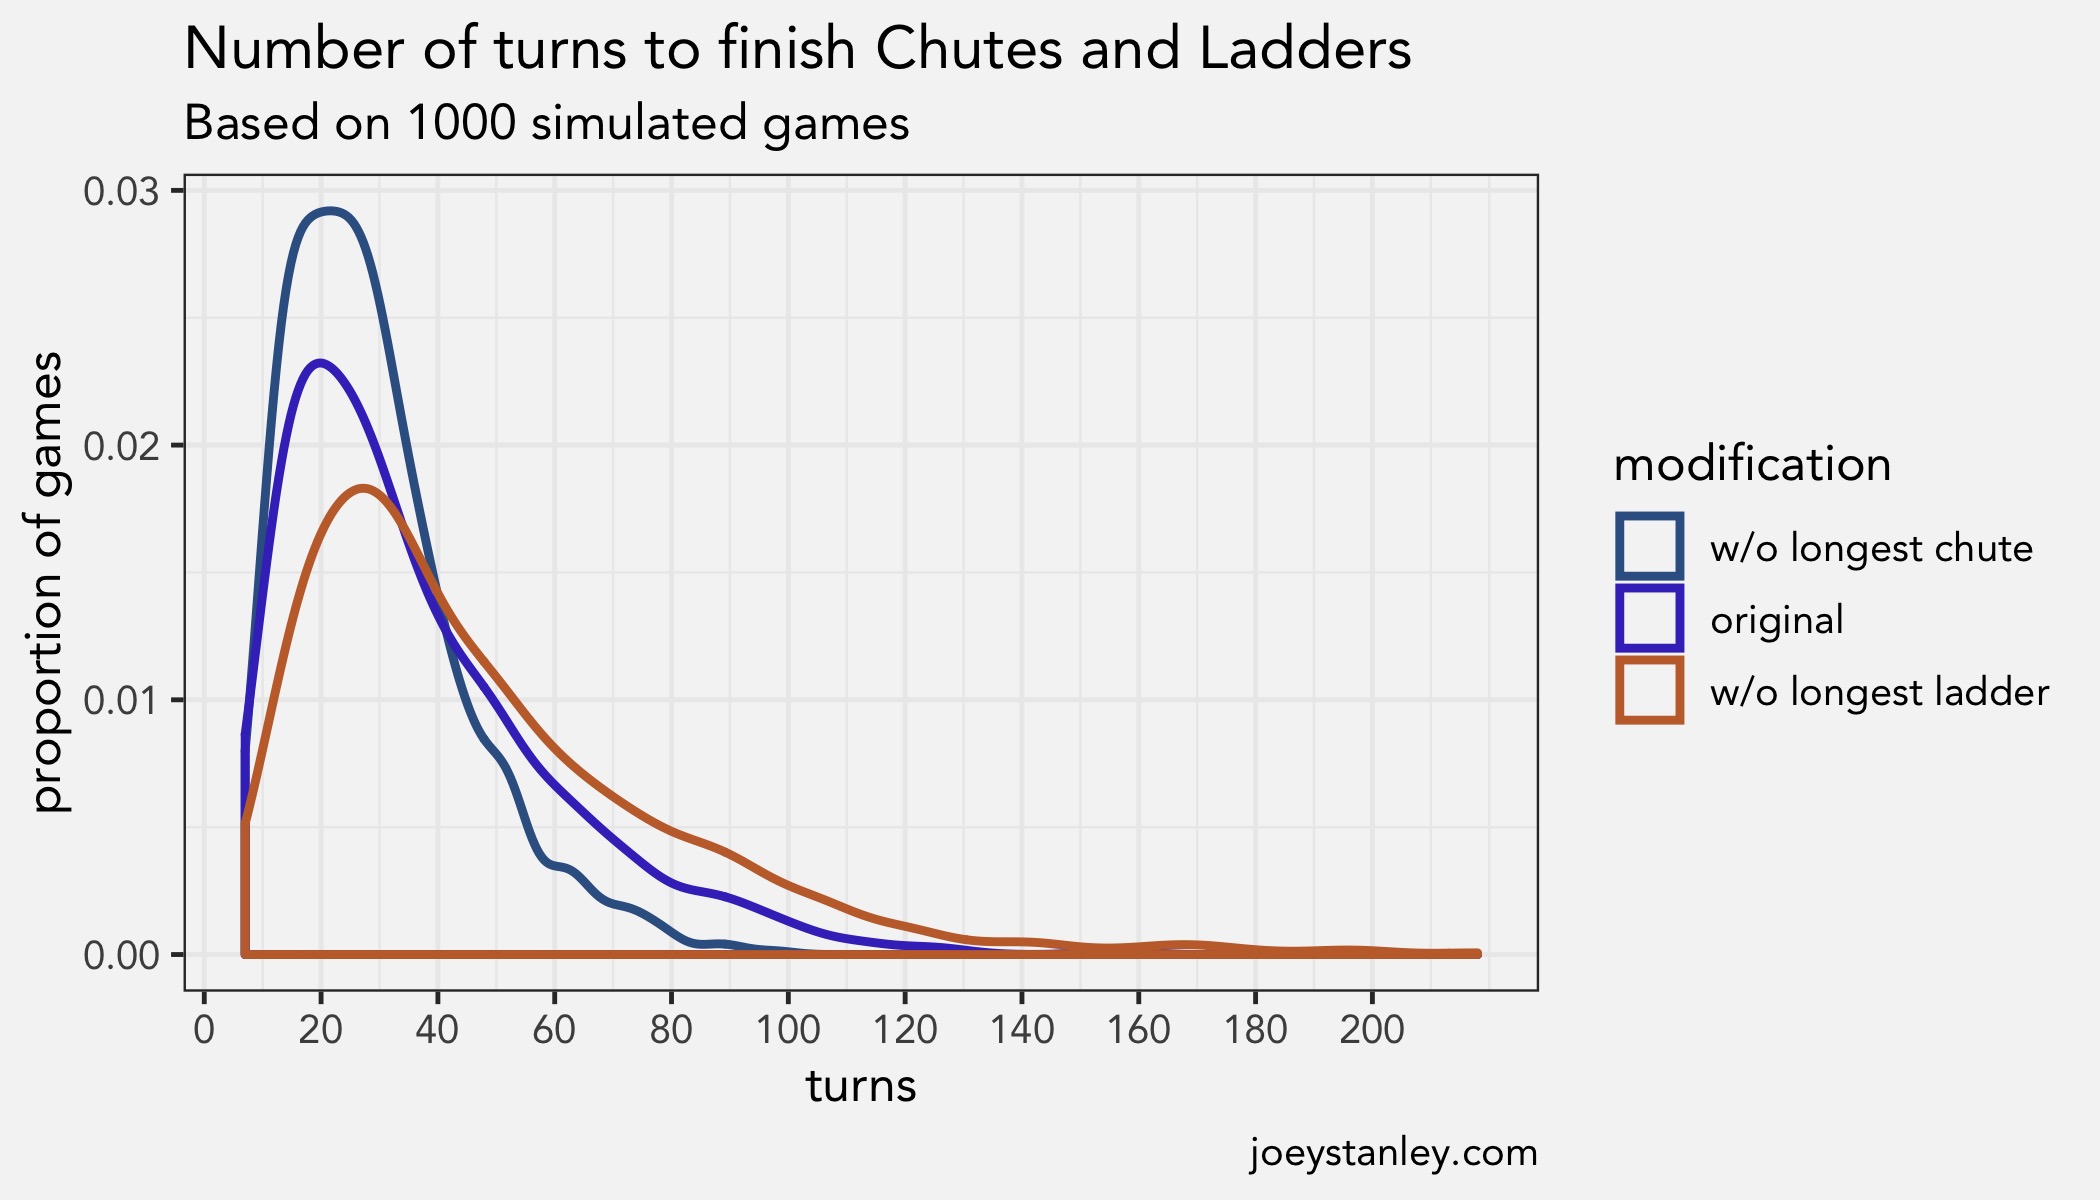 Number of turns to finish Chutes and Ladders
Based on 1000 simulated games
proportion of games
0.03
0.02
0.01
0.00
0 20 40 60 80 100 120 140 160 180 200
turns
modification
w/o longest chute
original
w/o longest ladder
joeystanley.com